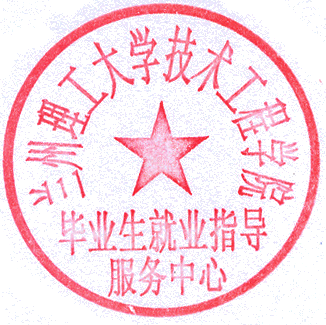 兰州理工大学技术工程学院
毕业生就业指导
服务中心